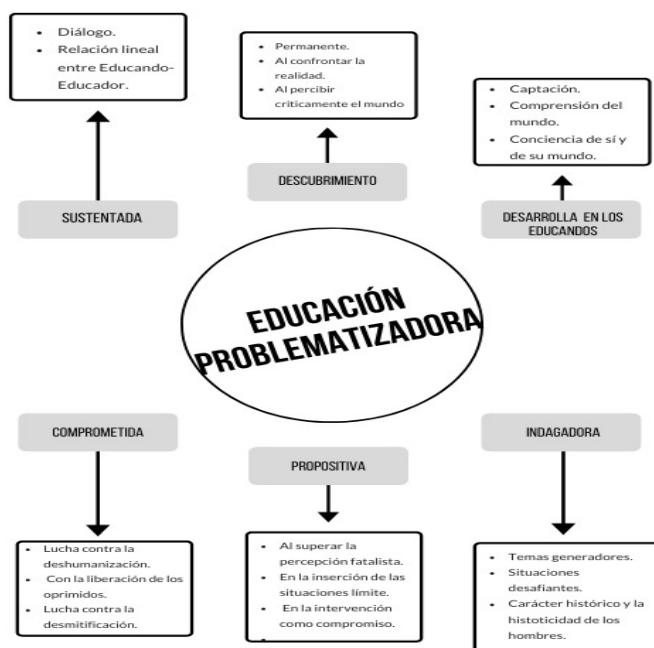 • Diálogo.
• Relación lineal
entre Educando-
Educador.
• Permanente.
• Al confrontar la
realidad.
• Al percibir
criticamente el mundo
• Captación.
• Comprensión del
mundo.
• Conciencia de sí y
de su mundo.
SUSTENTADA
DESCUBRIMIENTO
DESARROLLA EN LOS
EDUCANDOS
EDUCACIÓN
PROBLEMATIZADORA
COMPROMETIDA
PROPOSITIVA
INDAGADORA
• Lucha contra la
deshumanización.
• Con la liberación de los
oprimidos.
• Lucha contra la
desmitificación.
• Al superar la
percepción fatalista.
• En la inserción de las
situaciones límite.
• En la intervención
como compromiso.
•
• Temas generadores.
• Situaciones
desafiantes.
• Carácter histórico y la
histoticidad de los
hombres.